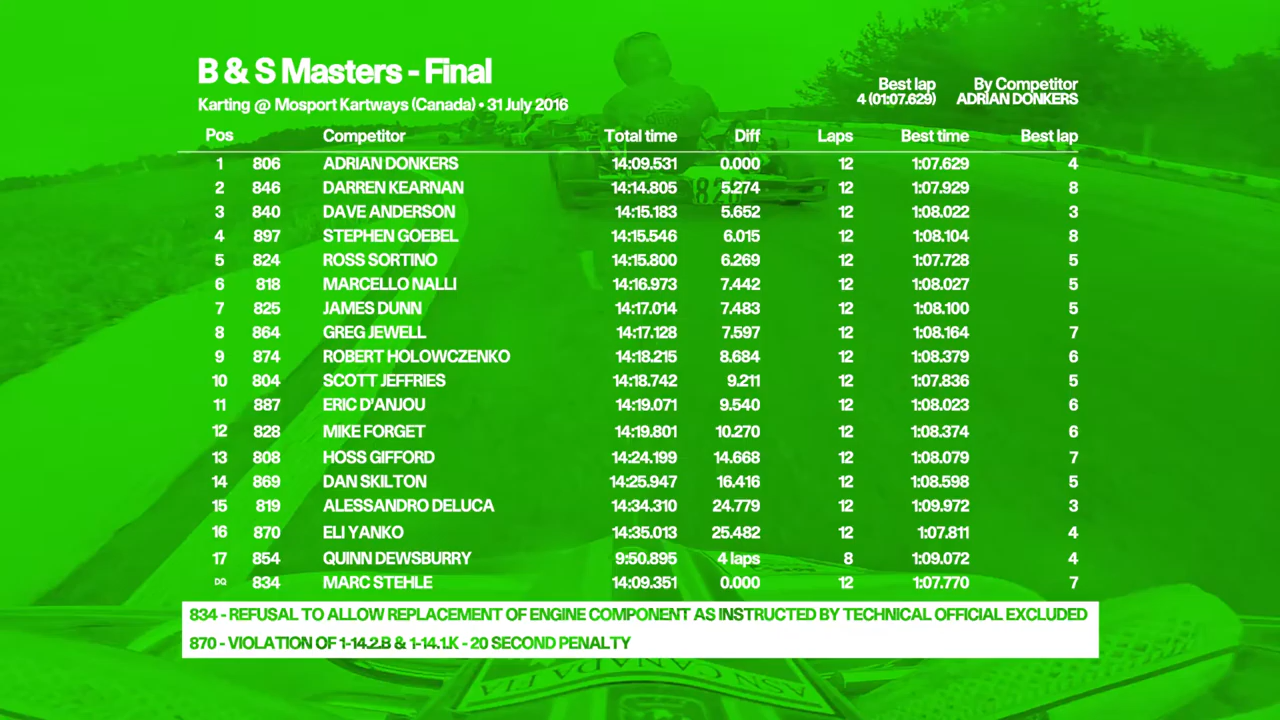 B & S Masters - Final
Karting @ Mosport Kartways (Canada) • 31 July 2016
Best lap By Competitor
4 (01:07.629) ADRIAN DONKERS
Pos Competitor Total time Diff Laps Best time Best lap
1 806 ADRIAN DONKERS 14:09.531 0.000 12 1:07.629 4
2 846 DARREN KEARNAN 14:14.805 5.274 12 1:07.929 8
3 840 DAVE ANDERSON 14:15.183 5.652 12 1:08.022 3
4 897 STEPHEN GOEBEL 14:15.546 6.015 12 1:08.104 8
5 824 ROSS SORTINO 14:15.800 6.269 12 1:07.728 5
6 818 MARCELLO NALLI 14:16.973 7.442 12 1:08.027 5
7 825 JAMES DUNN 14:17.014 7.483 12 1:08.100 5
8 864 GREG JEWELL 14:17.128 7.597 12 1:08.164 7
9 874 ROBERT HOLOWCZENKO 14:18.215 8.684 12 1:08.379 6
10 804 SCOTT JEFFRIES 14:18.742 9.211 12 1:07.836 5
11 887 ERIC D'ANJOU 14:19.071 9.540 12 1:08.023 6
12 828 MIKE FORGET 14:19.801 10.270 12 1:08.374 6
13 808 HOSS GIFFORD 14:24.199 14.668 12 1:08.079 7
14 869 DAN SKILTON 14:25.947 16.416 12 1:08.598 5
15 819 ALESSANDRO DELUCA 14:34.310 24.779 12 1:09.972 3
16 870 ELI YANKO 14:35.013 25.482 12 1:07.811 4
17 854 QUINN DEWSBURRY 9:50.895 4 laps 8 1:09.072 4
DQ 834 MARC STEHLE 14:09.351 0.000 12 1:07.770 7
834 - REFUSAL TO ALLOW REPLACEMENT OF ENGINE COMPONENT AS INSTRUCTED BY TECHNICAL OFFICIAL EXCLUDED
870 - VIOLATION OF 1-14.2.B & 1-14.1.K - 20 SECOND PENALTY
ASN CANADA FIA